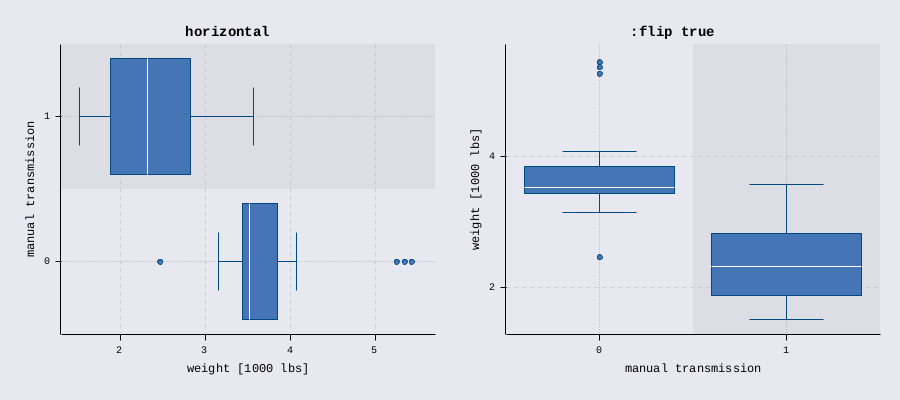 horizontal
manual transmission
1
0
2 3 4 5
weight [1000 lbs]
:flip true
weight [1000 lbs]
4
2
0 1
manual transmission